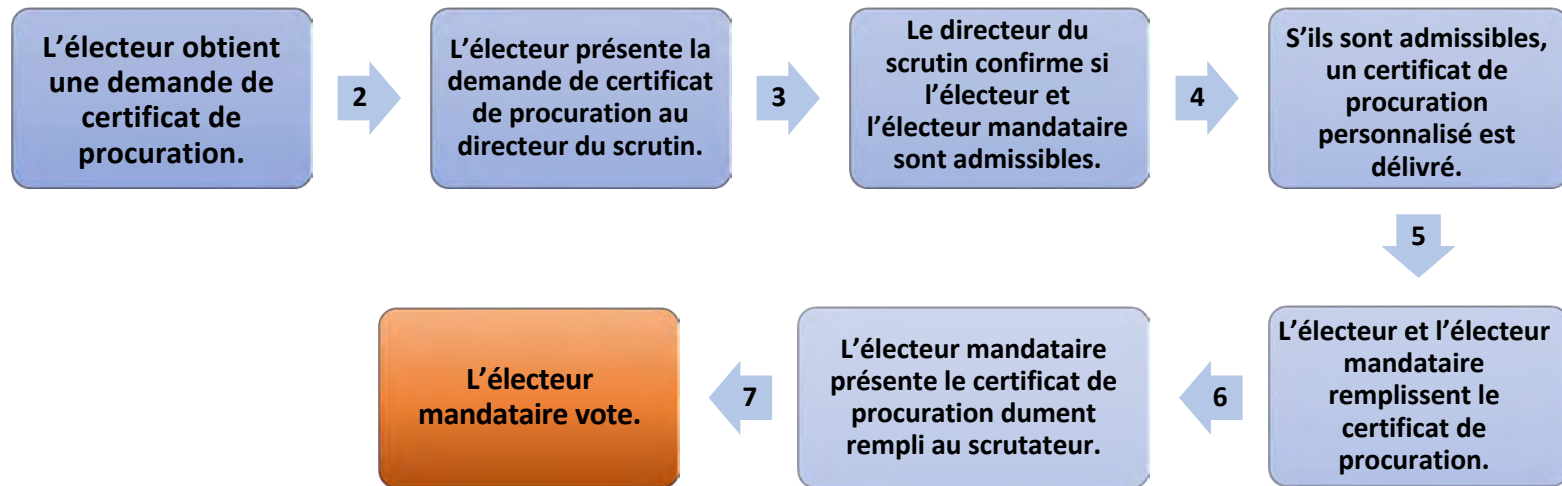 L'électeur obtient
une demande de
certificat de
procuration.
2
L'électeur présente la
demande de certificat
de procuration au
directeur du scrutin.
3
Le directeur du
scrutin confirme si
l'électeur et
l'électeur mandataire
sont admissibles.
4
S'ils sont admissibles,
un certificat de
procuration
personnalisé est
délivré.
5
L'électeur et l'électeur
mandataire
remplissent le
certificat de
procuration.
6
L'électeur mandataire
présente le certificat de
procuration dument
rempli au scrutateur.
7
L'électeur
mandataire vote.